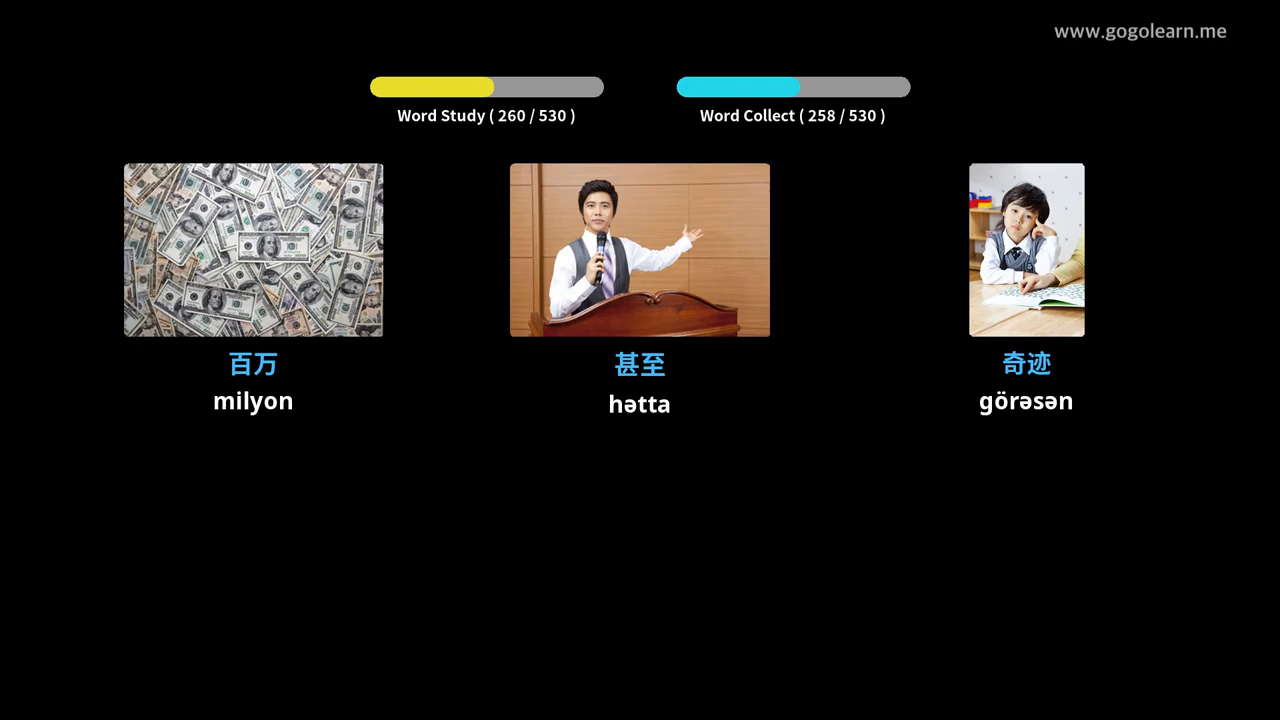 www.gogolearn.me
Word Study ( 260 / 530 )
Word Collect ( 258 / 530 )
百万
milyon
甚至
hətta
奇迹
görəsən